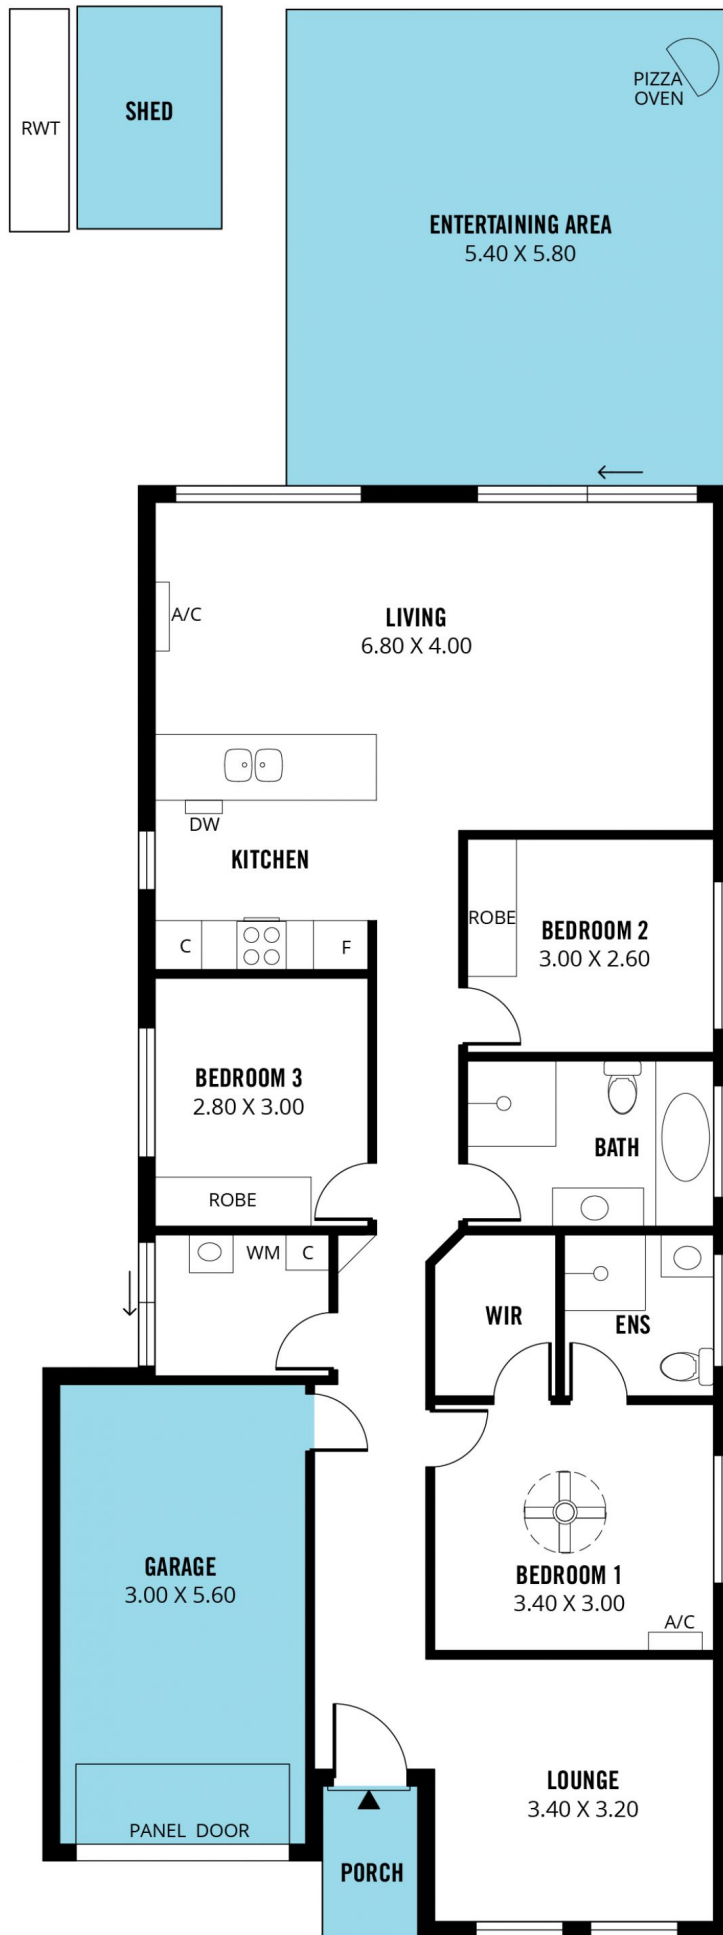 RWT
SHED
PIZZA
OVEN
ENTERTAINING AREA
5.40 X 5.80
A/C
LIVING
6.80 X 4.00
DW
KITCHEN
C
F
ROBE
BEDROOM 2
3.00 X 2.60
BEDROOM 3
2.80 X 3.00
ROBE
BATH
WM
C
WIR
ENS
GARAGE
3.00 X 5.60
BEDROOM 1
3.40 X 3.00
A/C
PANEL DOOR
LOUNGE
3.40 X 3.20
PORCH